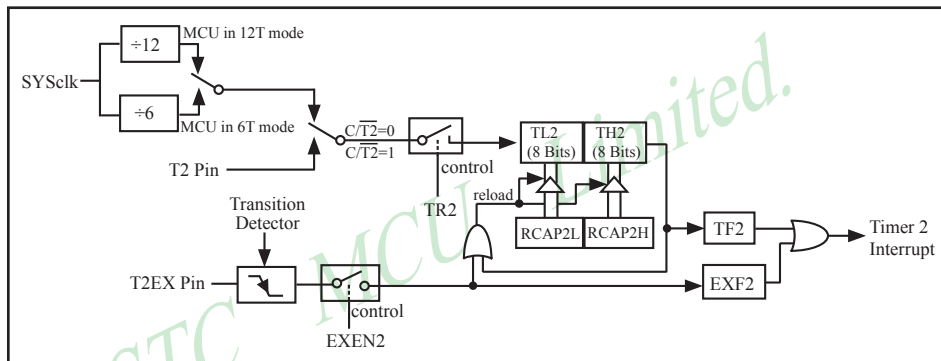 ÷12
MCU in 12T mode
SYSclk
÷6
MCU in 6T mode
C/T2=0
C/T2=1
T2 Pin
control
TR2
TL2
(8 Bits)
TH2
(8 Bits)
reload
RCAP2L
RCAP2H
TF2
Timer 2
Interrupt
Transition
Detector
T2EX Pin
control
EXEN2
EXF2
STC MCU Limited.